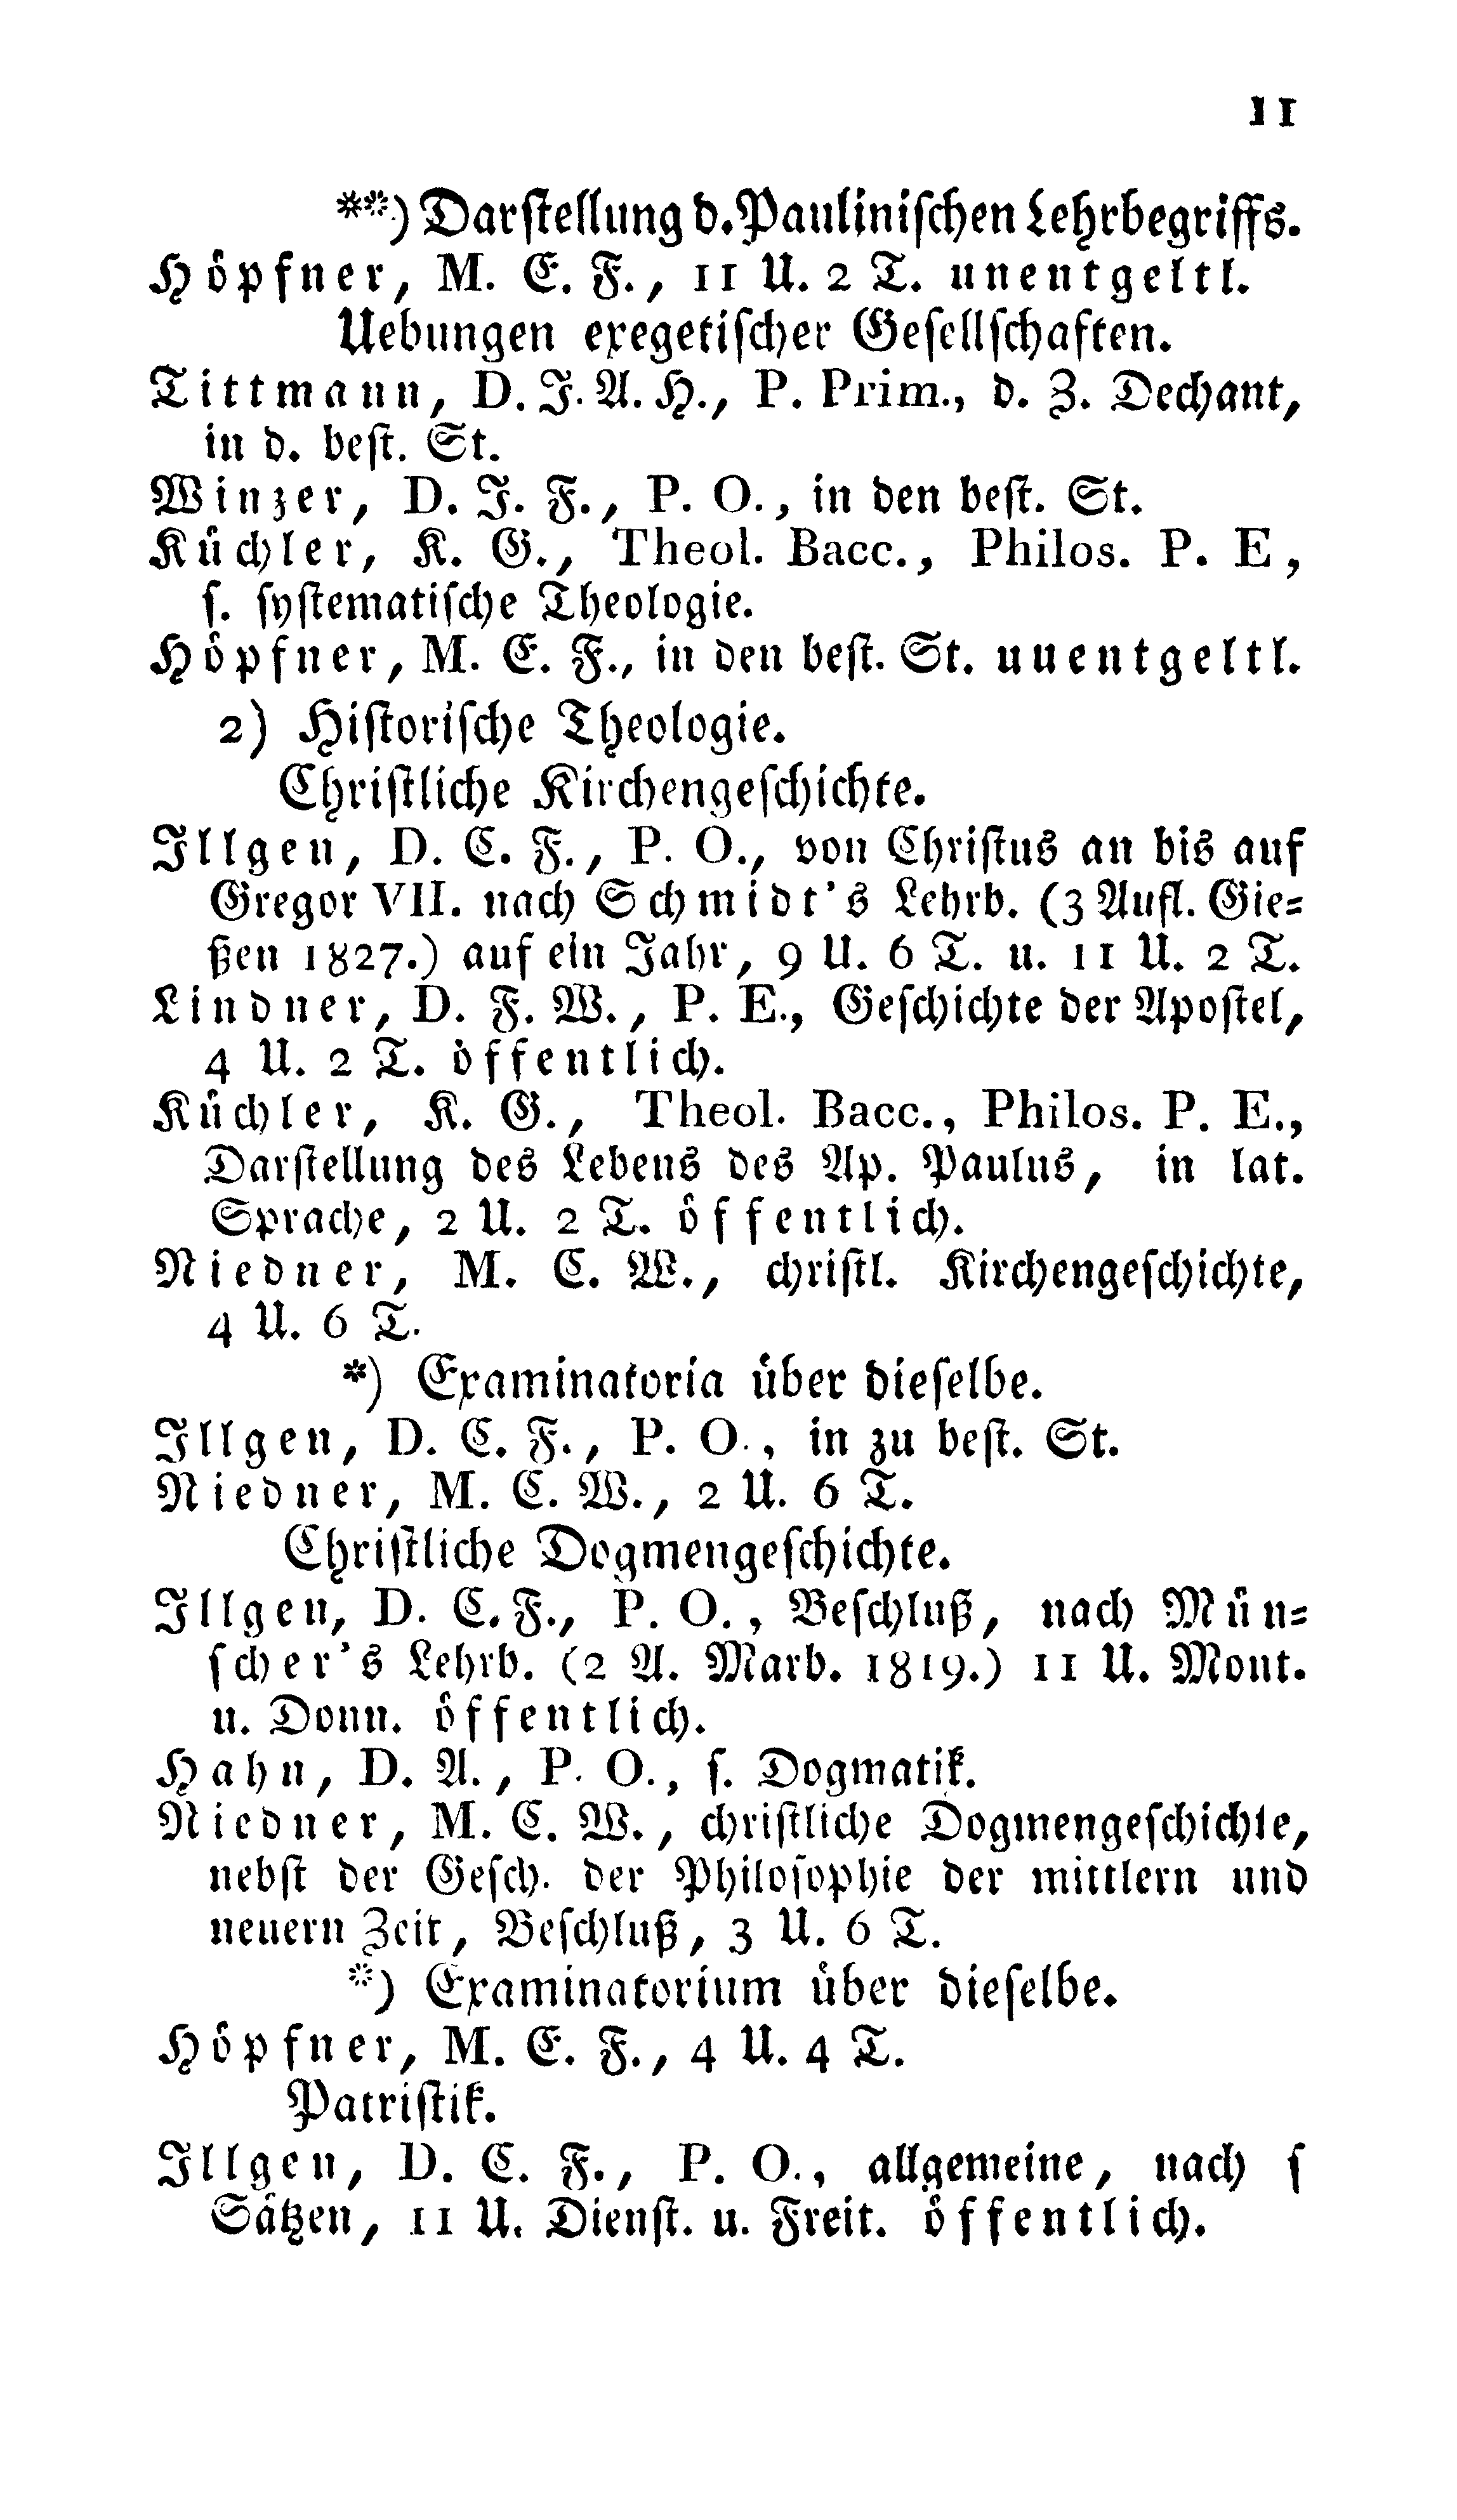 11
**) Darſtellung d. Pauliniſchen Lehrbegriffs.
Höpfner, M. E. F., 11 U. 2 T. unentgeltl.
Uebungen exegetiſcher Geſellſchaften.
Tittmann, D. J. A. H., P. Prim., d. Z. Dechant,
in d. beſt. St.
Winzer, D. J. F., P. O., in den beſt. St.
Küchler, K. G., Theol. Bacc., Philos. P. E,
ſ. ſyſtematiſche Theologie.
Höpfner, M. E. F., in den beſt. St. uuentgeltl.
2) Hiſtoriſche Theologie.
Chriſtliche Kirchengeſchichte.
Illgen, D. C. F., P. O., von Chriſtus an bis auf
Gregor VII. nach Schmidt's Lehrb. (3 Aufl. Gie-
ßen 1827.) auf ein Jahr, 9 U. 6 T. u. 11 U. 2 T.
Lindner, D. F. W., P. E., Geſchichte der Apoſtel,
4 U. 2 T. öffentlich.
Küchler, K. G., Theol. Bacc., Philos. P. E.,
Darſtellung des Lebens des Ap. Paulus, in lat.
Sprache, 2 U. 2 T. öffentlich.
Niedner, M. C. W., chriſtl. Kirchengeſchichte,
4 U. 6 T.
*) Examinatoria über dieſelbe.
Illgen, D. C. F., P. O., in zu beſt. St.
Niedner, M. C. W., 2 U. 6 T.
Chriſtliche Dogmengeſchichte.
Illgen, D. C. F., P. O., Beſchluß, nach Mün-
ſcher's Lehrb. (2 A. Marb. 1819.) 11 U. Mont.
u. Donn. öffentlich.
Hahn, D. A., P. O., ſ. Dogmatik.
Niedner, M. C. W., chriſtliche Dogmengeſchichte,
nebſt der Geſch. der Philoſophie der mittlern und
neuern Zeit, Beſchluß, 3 U. 6 T.
*) Examinatorium über dieſelbe.
Höpfner, M. E. F., 4 U. 4 T.
Patriſtik.
Illgen, D. C. F., P. O., allgemeine, nach ſ
Sätzen, 11 U. Dienſt. u. Freit. öffentlich.